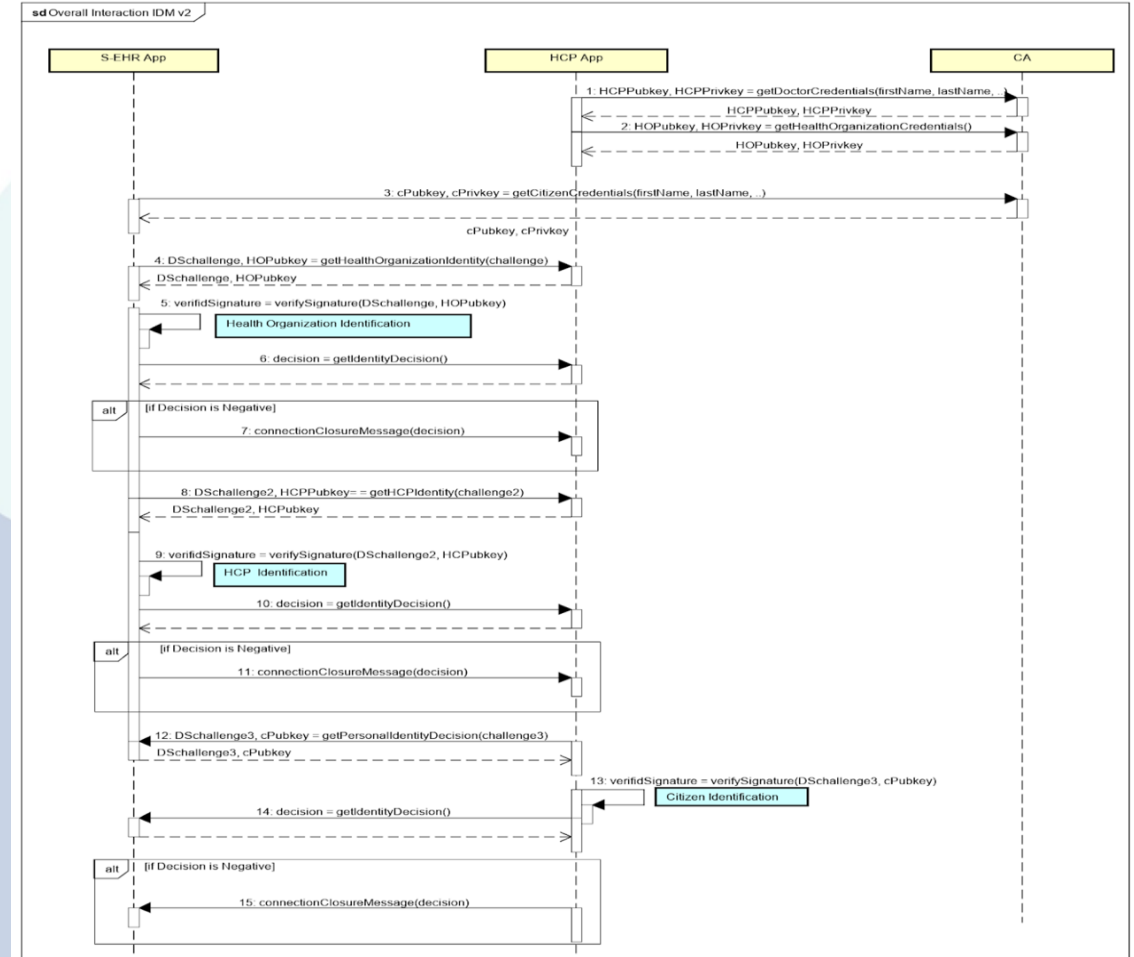 sd Overall Interaction IDM v2
S-EHR App
HCP App
CA
1: HCPPubkey, HCPPrivkey = getDoctorCredentials(firstName, lastName, ..)
HCPPubkey, HCPPrivkey
2: HOPubkey, HOPrivkey = getHealthOrganizationCredentials()
HOPubkey, HOPrivkey
3: cPubkey, cPrivkey = getCitizenCredentials(firstName, lastName, ..)
cPubkey, cPrivkey
4: DSchallenge, HOPubkey = getHealthOrganizationIdentity(challenge)
DSchallenge, HOPubkey
5: verifidSignature = verifySignature(DSchallenge, HOPubkey)
Health Organization Identification
6: decision = getIdentityDecision()
alt
[if Decision is Negative]
7: connectionClosureMessage(decision)
8: DSchallenge2, HCPPubkey= = getHCPIdentity(challenge2)
DSchallenge2, HCPubkey
9: verifidSignature = verifySignature(DSchallenge2, HCPubkey)
HCP Identification
10: decision = getIdentityDecision()
alt
[if Decision is Negative]
11: connectionClosureMessage(decision)
12: DSchallenge3, cPubkey = getPersonalIdentityDecision(challenge3)
DSchallenge3, cPubkey
13: verifidSignature = verifySignature(DSchallenge3, cPubkey)
Citizen Identification
14: decision = getIdentityDecision()
alt
[if Decision is Negative]
15: connectionClosureMessage(decision)